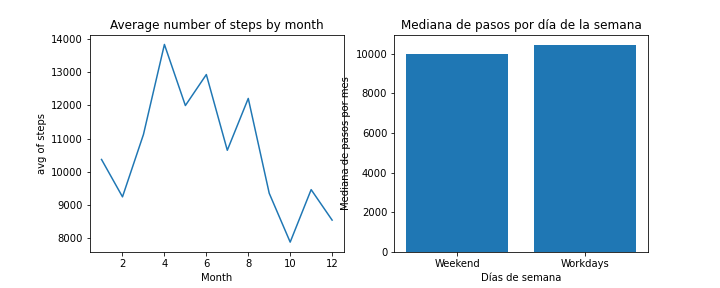 Average number of steps by month
14000
13000
12000
11000
10000
9000
8000
avg of steps
2
4
6
8
10
12
Month
Mediana de pasos por día de la semana
10000
8000
6000
4000
2000
0
Mediana de pasos por mes
Weekend
Workdays
Días de semana